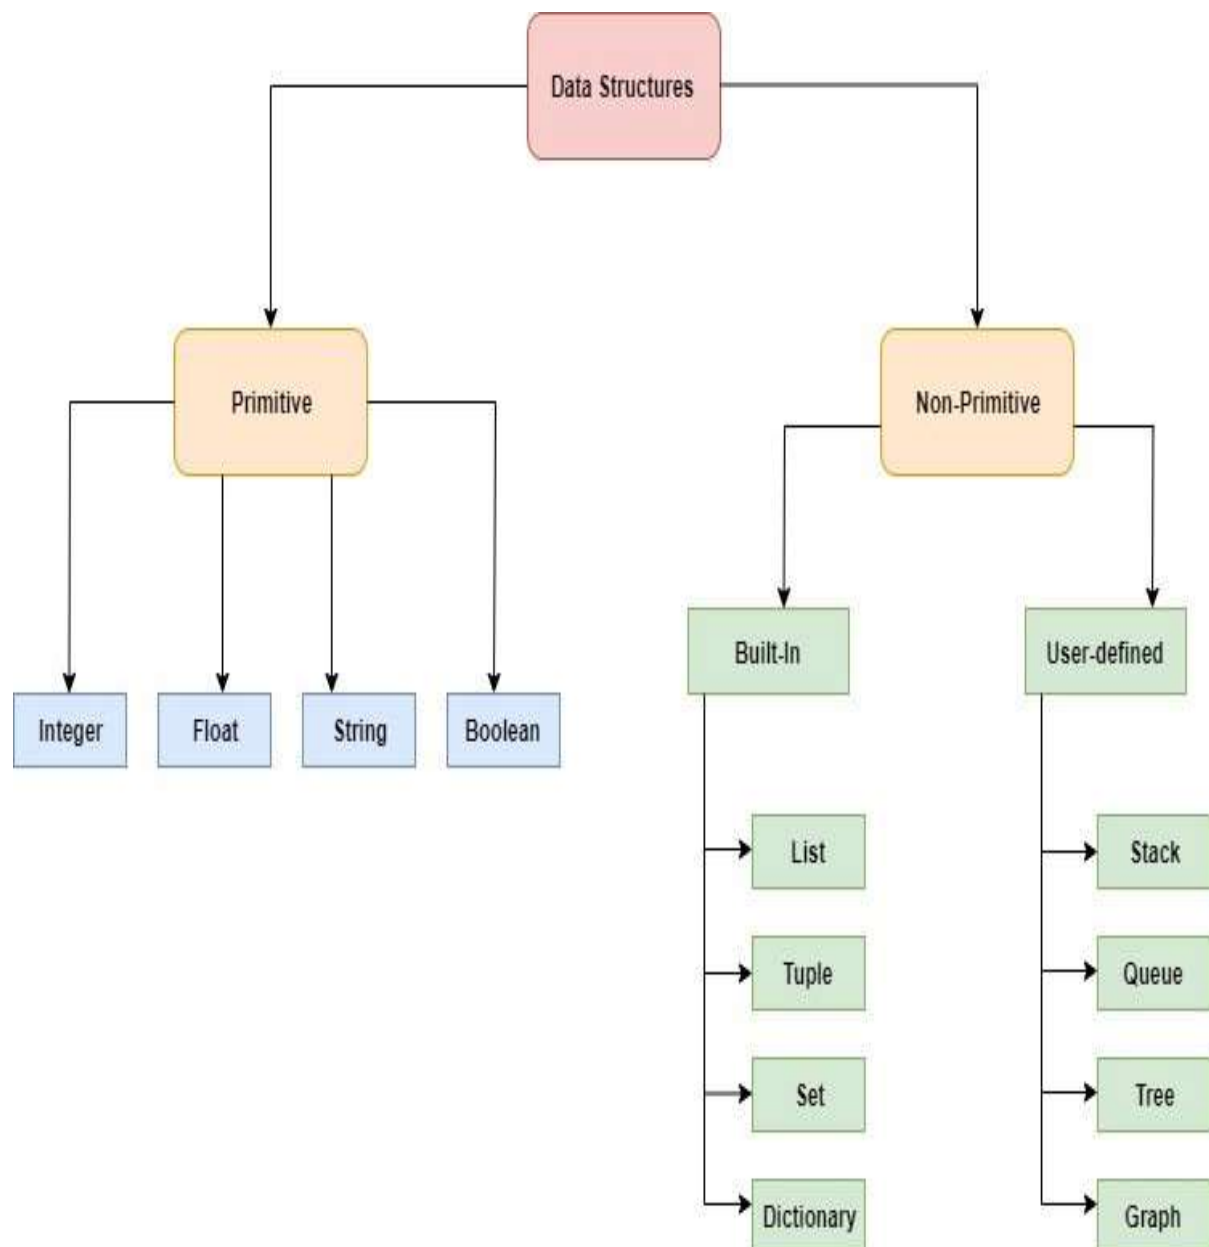 Data Structures
Primitive
Non-Primitive
Built-In
User-defined
Integer
Float
String
Boolean
List
Stack
Tuple
Queue
Set
Tree
Dictionary
Graph